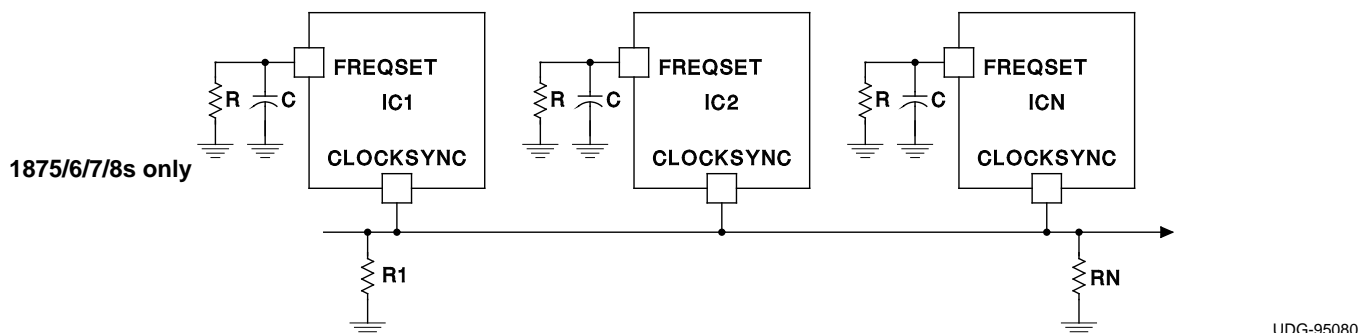 FREQSET FREQSET FREQSET
R C IC1 R C IC2 R C ICN
CLOCKSYNC CLOCKSYNC CLOCKSYNC
1875/6/7/8s only
R1 RN
UDG-95080